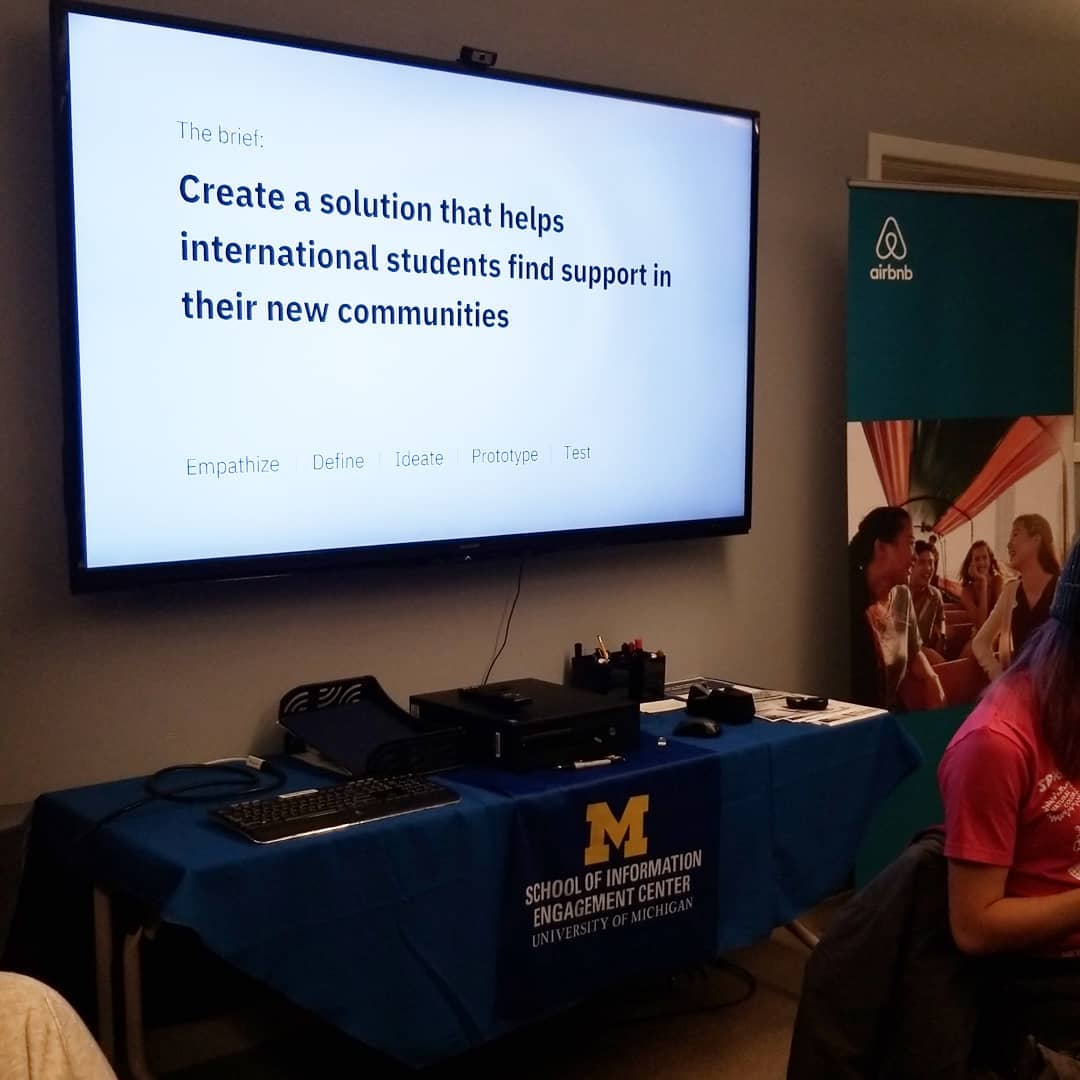 The brief:
Create a solution that helps
international students find support in
their new communities
Empathize | Define | Ideate | Prototype | Test
airbnb
M
SCHOOL OF INFORMATION
ENGAGEMENT CENTER
UNIVERSITY OF MICHIGAN